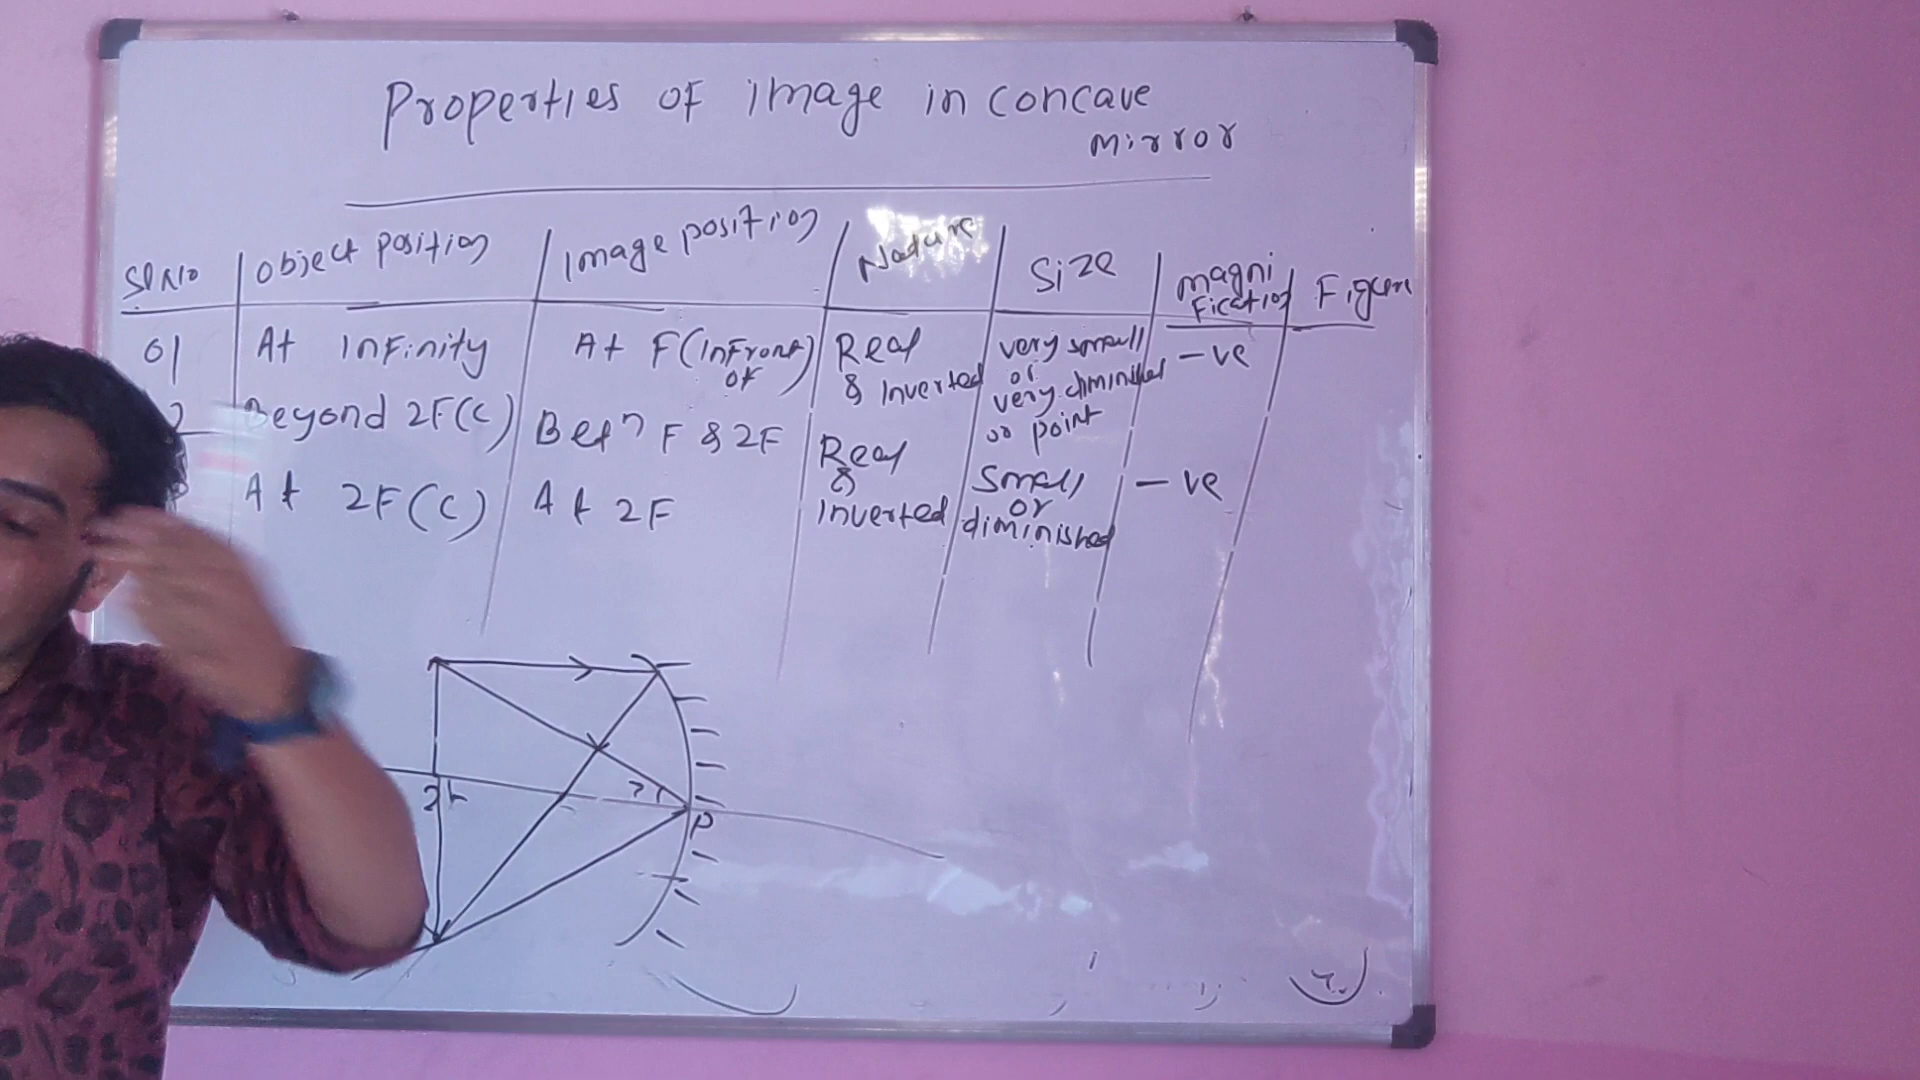 Properties of image in concave
mirror
Sl No | Object position | Image position | Nature | Size | magni fication | Figure
01 | At infinity | At F (Infront of) | Real & Inverted | very small or very diminished or point | -ve
2 | Beyond 2F(C) | Betn F & 2F | Real & Inverted | Small or diminished | -ve
At 2F(C) | At 2F
P